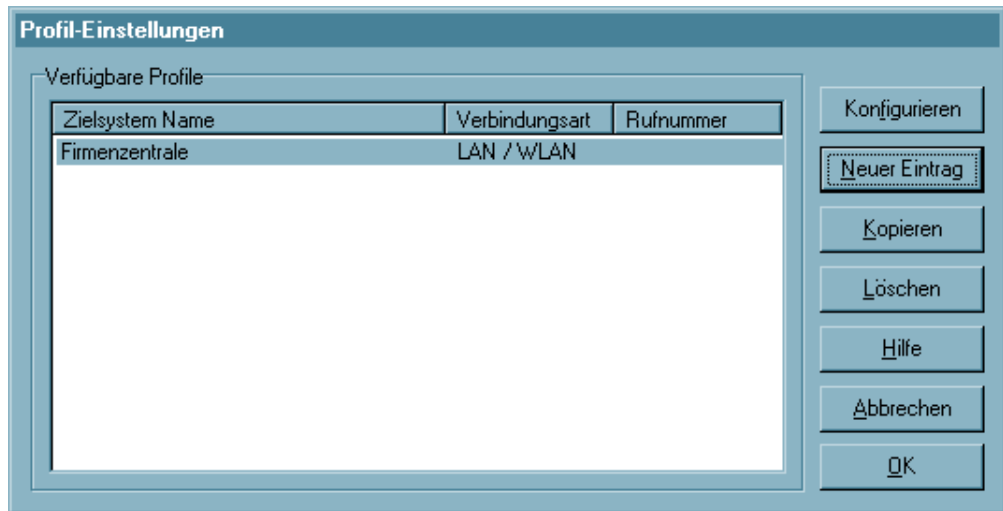 Profil-Einstellungen
Verfügbare Profile
Zielsystem Name Verbindungsart Rufnummer
Firmenzentrale LAN / WLAN
Konfigurieren
Neuer Eintrag
Kopieren
Löschen
Hilfe
Abbrechen
OK